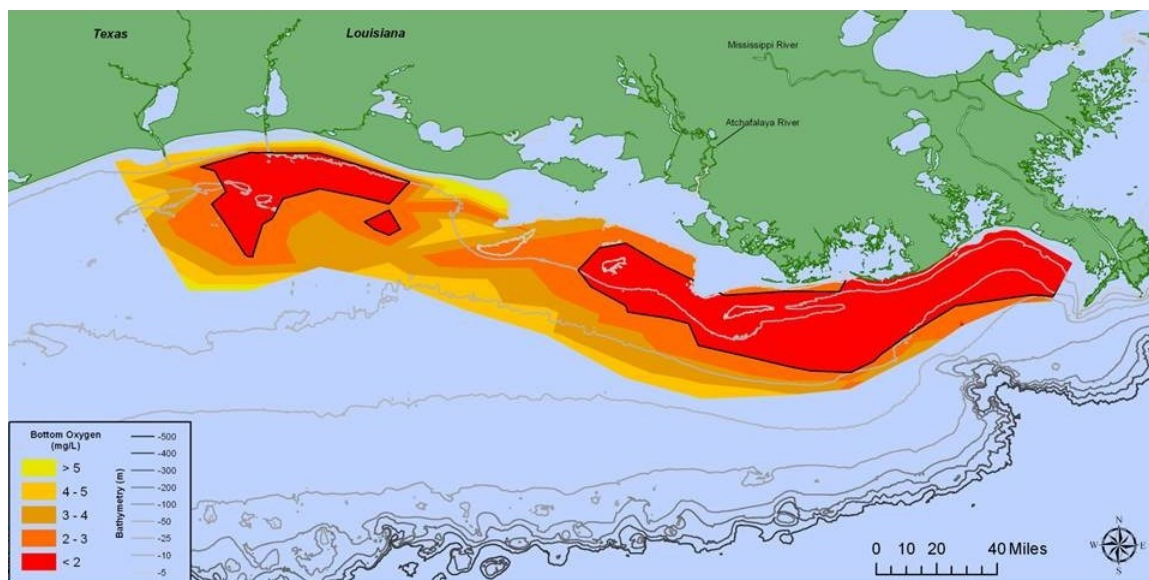 Texas
Louisiana
Mississippi River
Atchafalaya River
Bottom Oxygen
(mg/L)
> 5
4 - 5
3 - 4
2 - 3
< 2
Bathymetry (m)
-500
-400
-300
-200
-100
-50
-25
-10
-5
N
W
E
S
0 10 20 40 Miles